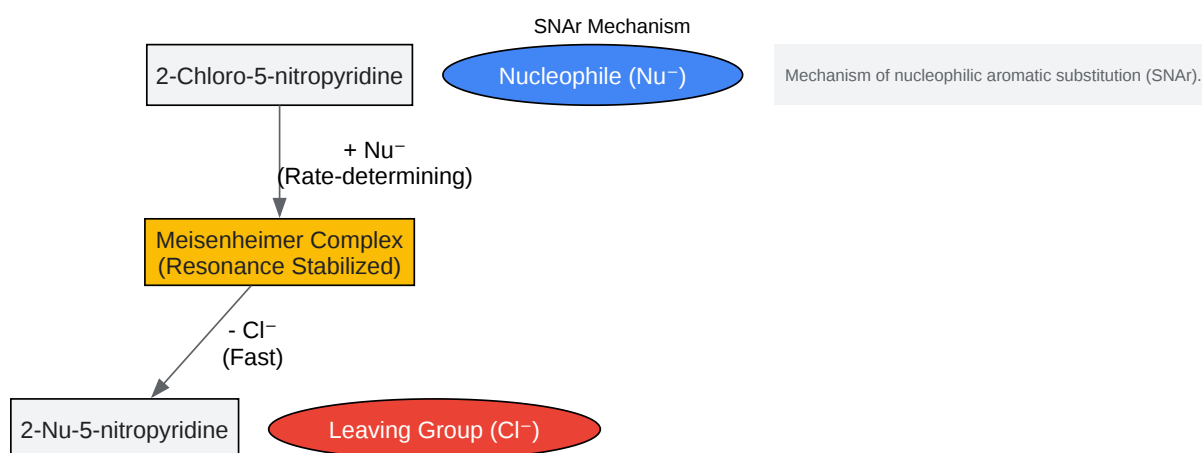 SNAr Mechanism
2-Chloro-5-nitropyridine
Nucleophile (Nu⁻)
Mechanism of nucleophilic aromatic substitution (SNAr).
+ Nu⁻
(Rate-determining)
Meisenheimer Complex
(Resonance Stabilized)
- Cl⁻
(Fast)
2-Nu-5-nitropyridine
Leaving Group (Cl⁻)